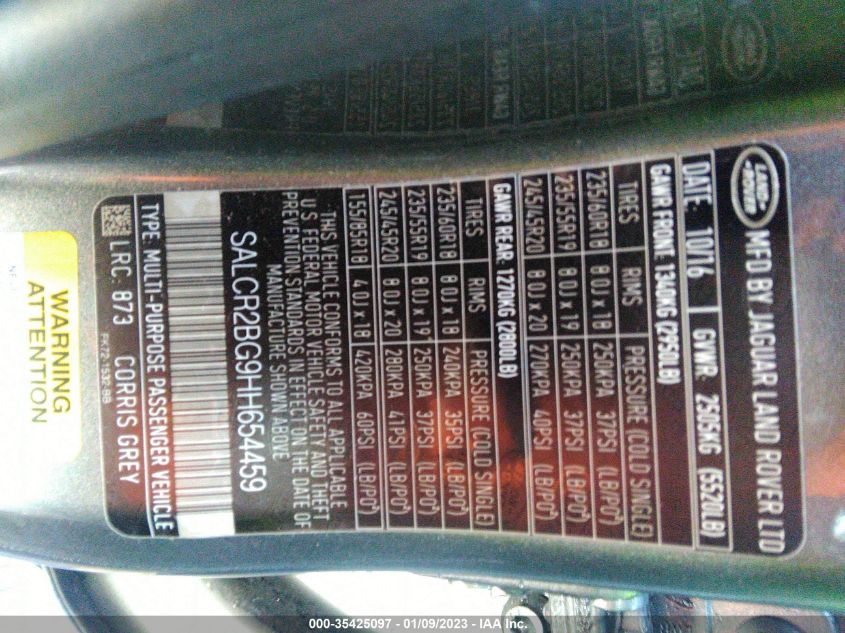 LAND
ROVER
MFD BY JAGUAR LAND ROVER LTD
DATE: 10/16 GVWR: 2505KG (5520LB)
GAWR FRONT: 1340KG (2950LB)
TIRES RIMS PRESSURE (COLD SINGLE)
235/60R18 8.0J x 18 250KPA 37PSI (LB/PO²)
235/55R19 8.0J x 19 250KPA 37PSI (LB/PO²)
245/45R20 8.0J x 20 270KPA 40PSI (LB/PO²)
GAWR REAR: 1270KG (2800LB)
TIRES RIMS PRESSURE (COLD SINGLE)
235/60R18 8.0J x 18 240KPA 35PSI (LB/PO²)
235/55R19 8.0J x 19 250KPA 37PSI (LB/PO²)
245/45R20 8.0J x 20 280KPA 41PSI (LB/PO²)
155/85R18 4.0J x 18 420KPA 60PSI (LB/PO²)
THIS VEHICLE CONFORMS TO ALL APPLICABLE
U.S. FEDERAL MOTOR VEHICLE SAFETY AND THEFT
PREVENTION STANDARDS IN EFFECT ON THE DATE OF
MANUFACTURE SHOWN ABOVE.
SALCR2BG9HH654459
TYPE: MULTI-PURPOSE PASSENGER VEHICLE
LRC: 873 CORRIS GREY
FK72-1532-BB
WARNING
ATTENTION
000-35425097 - 01/09/2023 - IAA Inc.